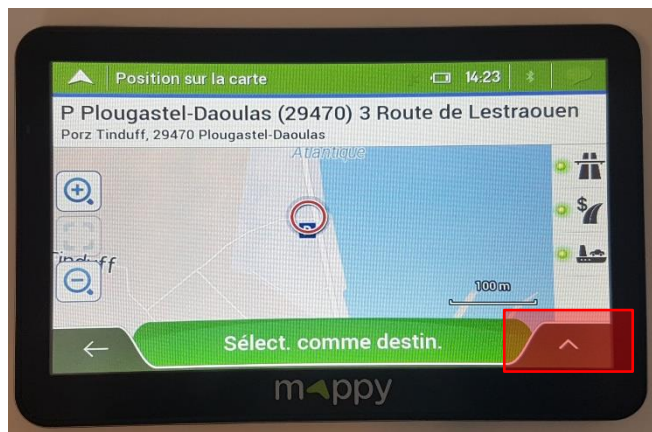 Position sur la carte
14:23
P Plougastel-Daoulas (29470) 3 Route de Lestraouen
Porz Tinduff, 29470 Plougastel-Daoulas
Atlantique
$
Tinduff
100 m
Sélect. comme destin.
mappy